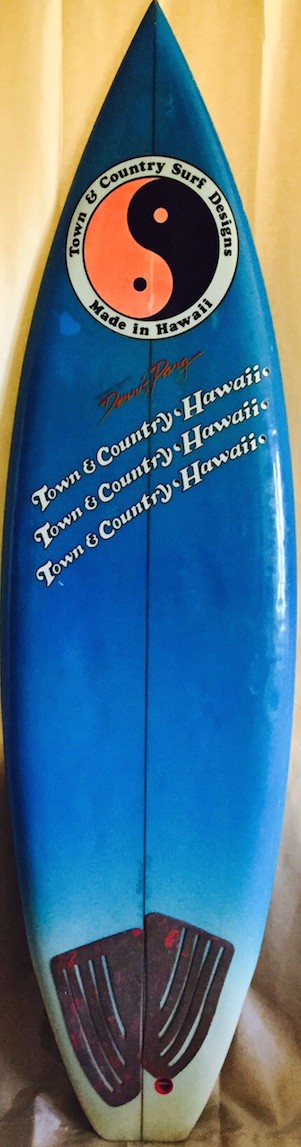 Town & Country Surf Designs
Made in Hawaii
Dennis Pang
Town & Country • Hawaii •
Town & Country • Hawaii •
Town & Country • Hawaii •